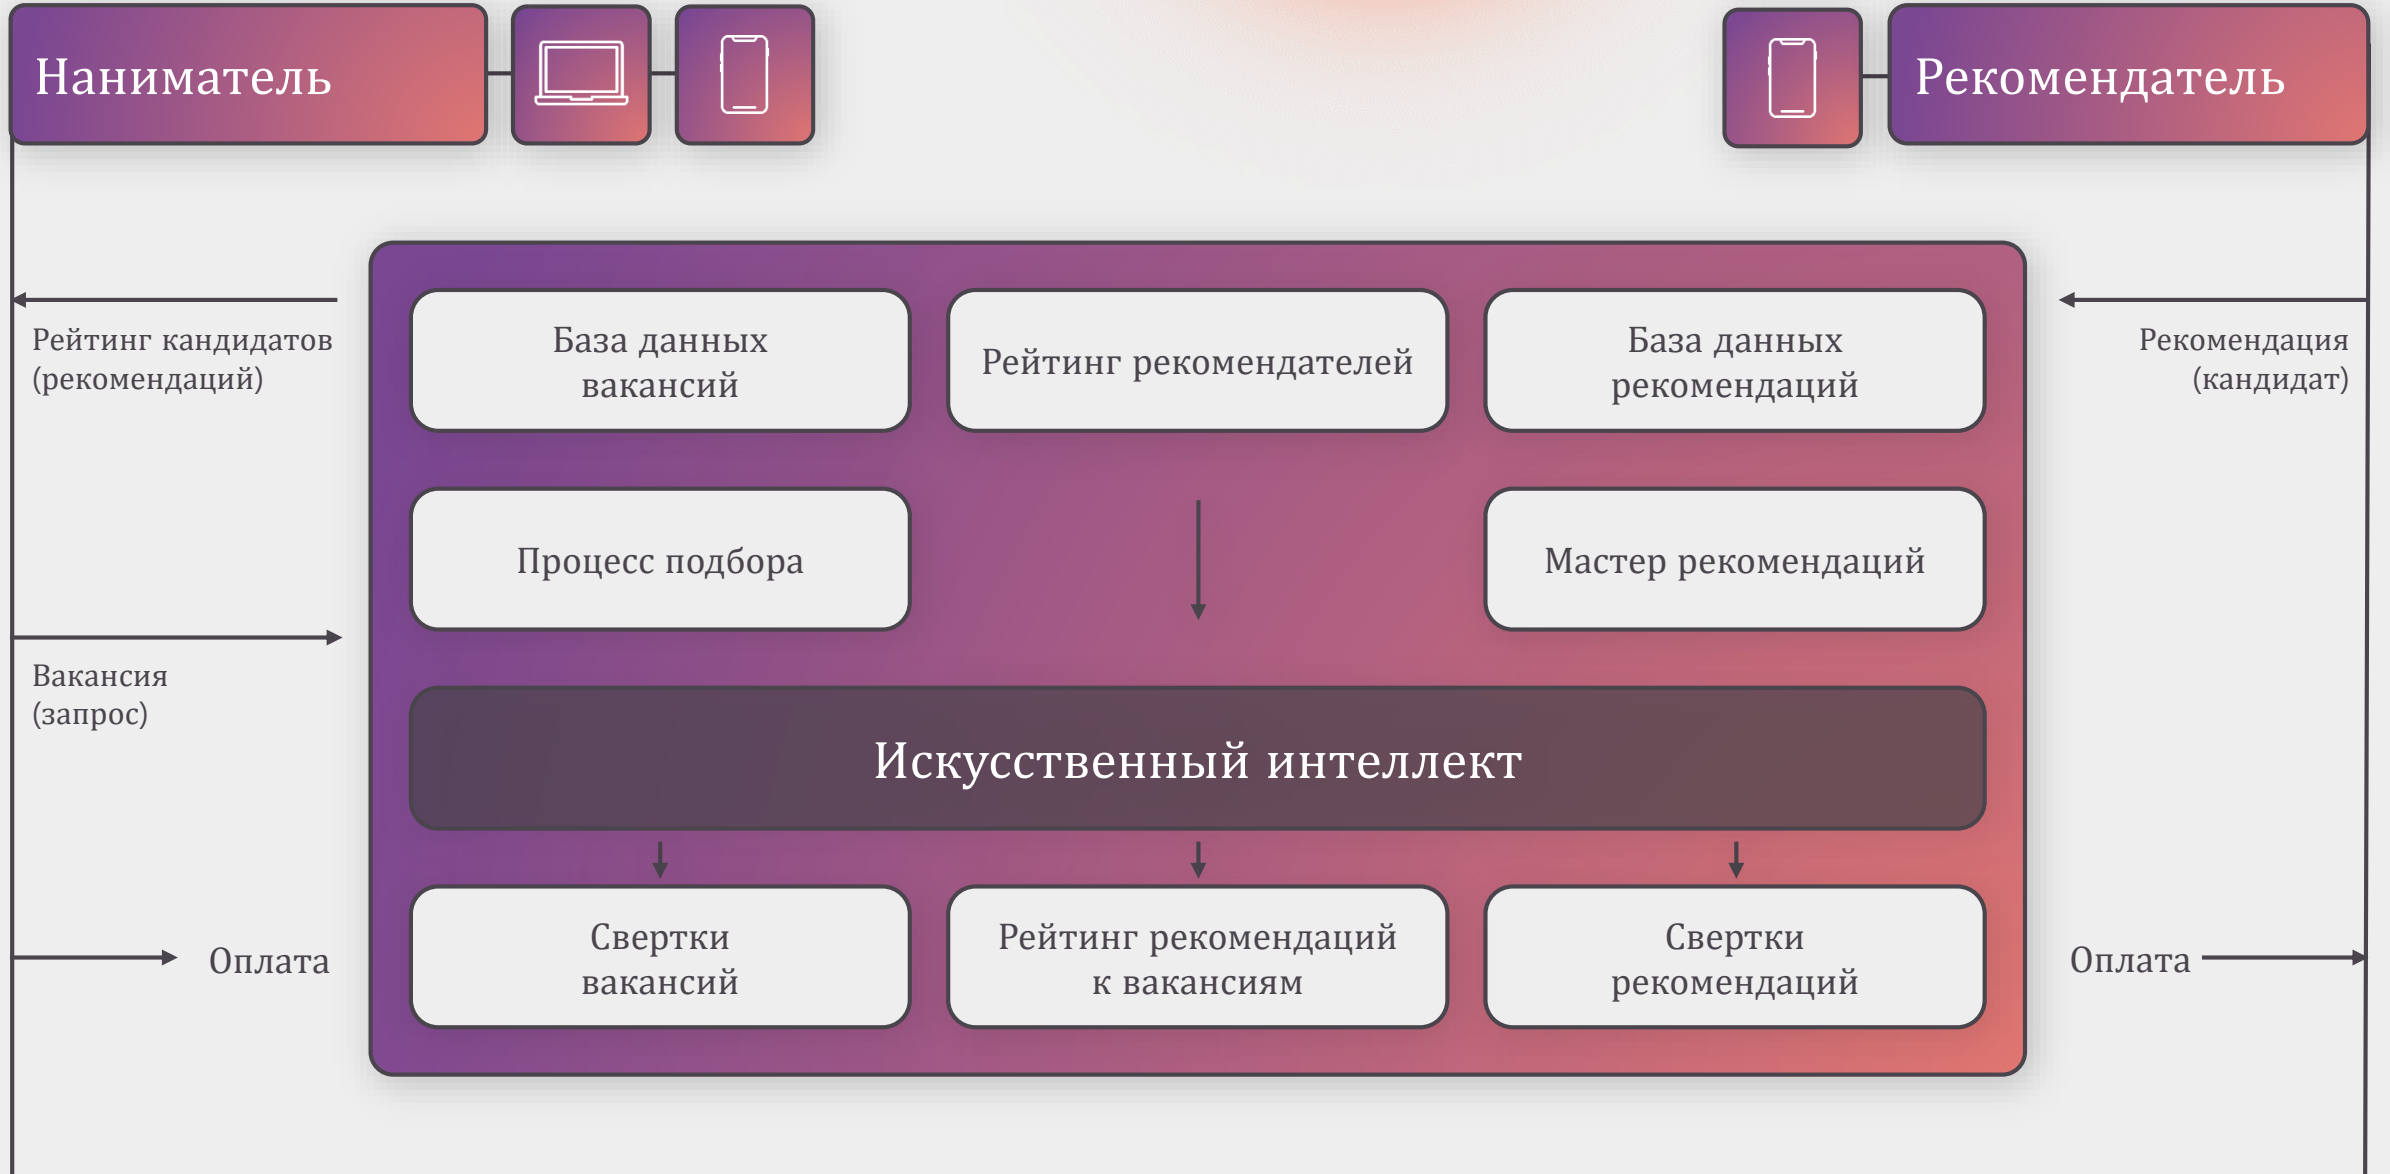 Наниматель
Рекомендатель
Рейтинг кандидатов
(рекомендаций)
База данных
вакансий
Рейтинг рекомендателей
База данных
рекомендаций
Рекомендация
(кандидат)
Процесс подбора
Мастер рекомендаций
Вакансия
(запрос)
Искусственный интеллект
Оплата
Свертки
вакансий
Рейтинг рекомендаций
к вакансиям
Свертки
рекомендаций
Оплата